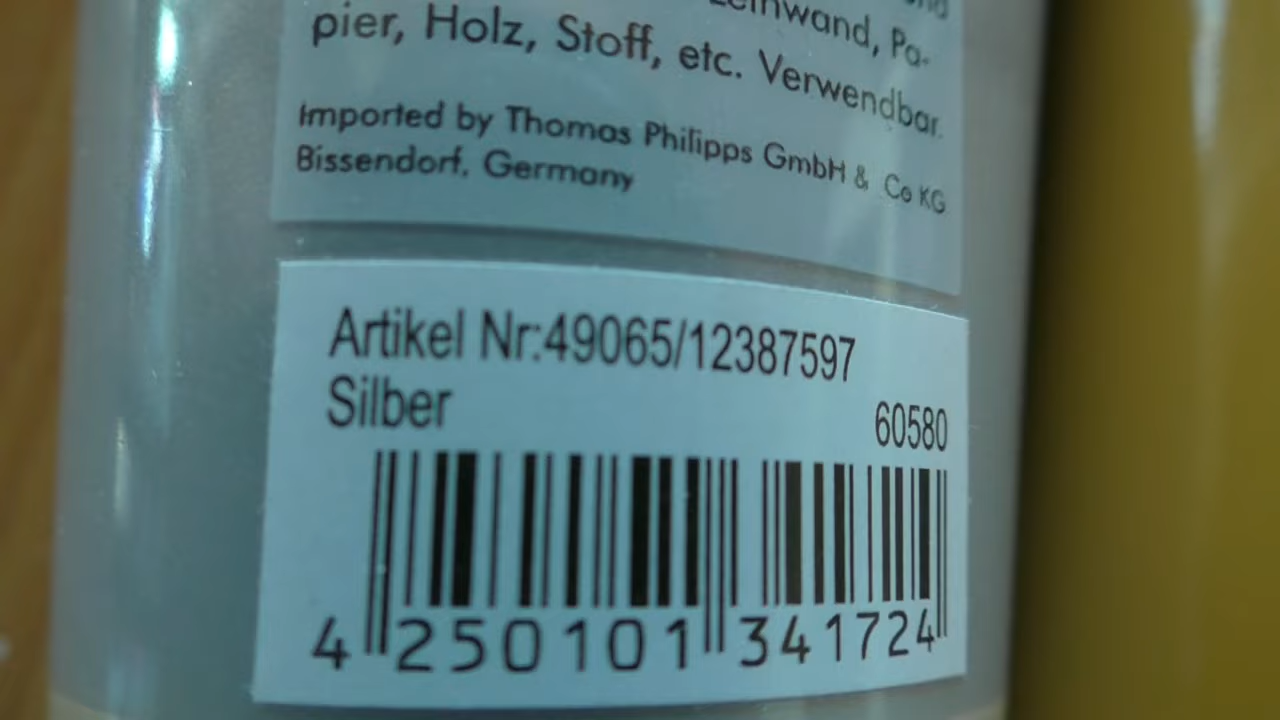 Leinwand, Pa-
pier, Holz, Stoff, etc. Verwendbar.
Imported by Thomas Philipps GmbH & Co KG
Bissendorf, Germany
Artikel Nr:49065/12387597
Silber
60580
4 250101 341724